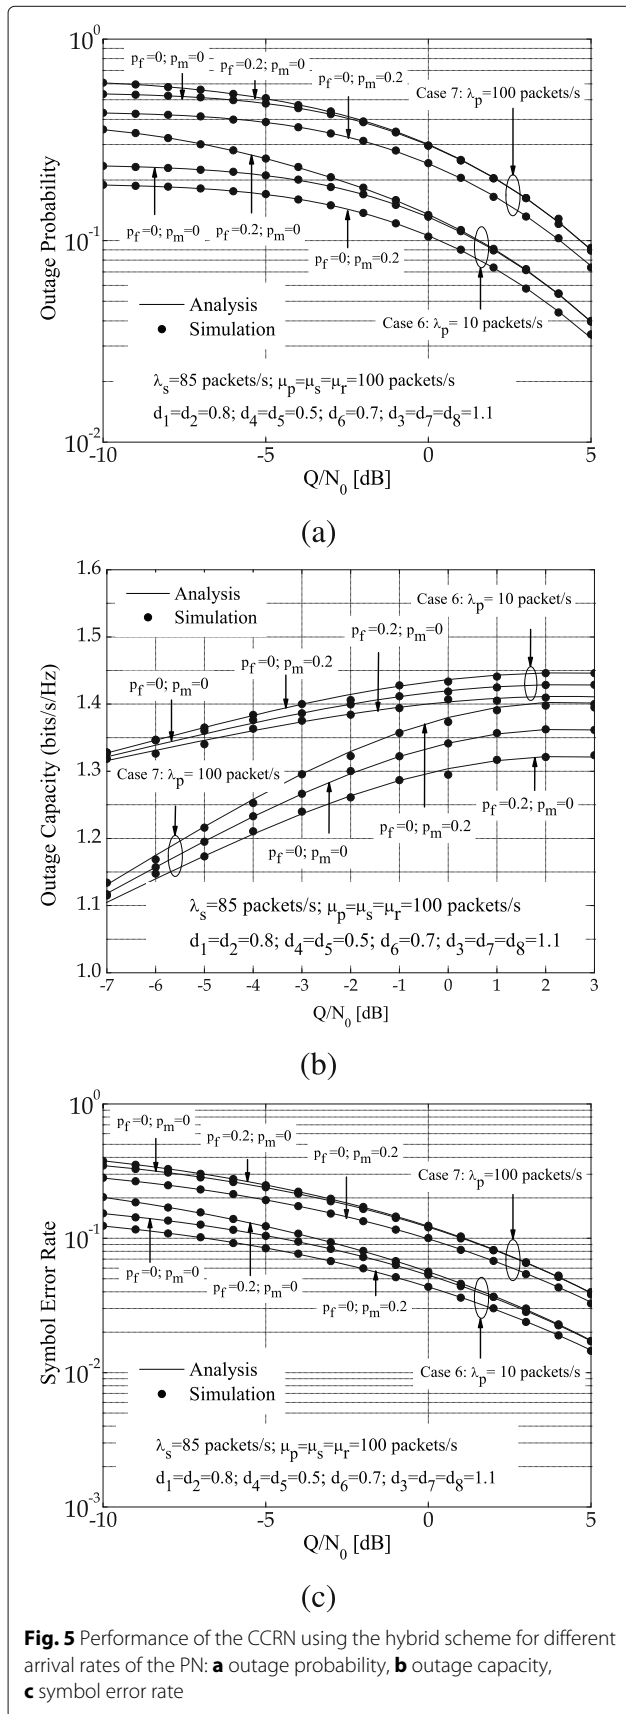 10⁰
p_f=0; p_m=0
p_f=0.2; p_m=0
p_f=0; p_m=0.2
Case 7: λ_p=100 packets/s
Outage Probability
10⁻¹
p_f=0; p_m=0
p_f=0.2; p_m=0
p_f=0; p_m=0.2
Analysis
Simulation
Case 6: λ_p= 10 packets/s
λ_s=85 packets/s; μ_p=μ_s=μ_r=100 packets/s
d_1=d_2=0.8; d_4=d_5=0.5; d_6=0.7; d_3=d_7=d_8=1.1
10⁻²
-10 -5 0 5
Q/N_0 [dB]
(a)
1.6
Analysis
Simulation
Case 6: λ_p= 10 packet/s
1.5
p_f=0.2; p_m=0
p_f=0; p_m=0.2
p_f=0; p_m=0
1.4
Outage Capacity (bits/s/Hz)
1.3
Case 7: λ_p= 100 packets/s
p_f=0.2; p_m=0
p_f=0; p_m=0.2
p_f=0; p_m=0
1.2
1.1
λ_s=85 packets/s; μ_p=μ_s=μ_r=100 packets/s
d_1=d_2=0.8; d_4=d_5=0.5; d_6=0.7; d_3=d_7=d_8=1.1
1.0
-7 -6 -5 -4 -3 -2 -1 0 1 2 3
Q/N_0 [dB]
(b)
10⁰
p_f=0; p_m=0
p_f=0.2; p_m=0
p_f=0; p_m=0.2
Case 7: λ_p=100 packets/s
10⁻¹
Symbol Error Rate
p_f=0; p_m=0
p_f=0.2; p_m=0
p_f=0; p_m=0.2
Analysis
Simulation
Case 6: λ_p= 10 packets/s
10⁻²
λ_s=85 packets/s; μ_p=μ_s=μ_r=100 packets/s
d_1=d_2=0.8; d_4=d_5=0.5; d_6=0.7; d_3=d_7=d_8=1.1
10⁻³
-10 -5 0 5
Q/N_0 [dB]
(c)
Fig. 5 Performance of the CCRN using the hybrid scheme for different
arrival rates of the PN: a outage probability, b outage capacity,
c symbol error rate